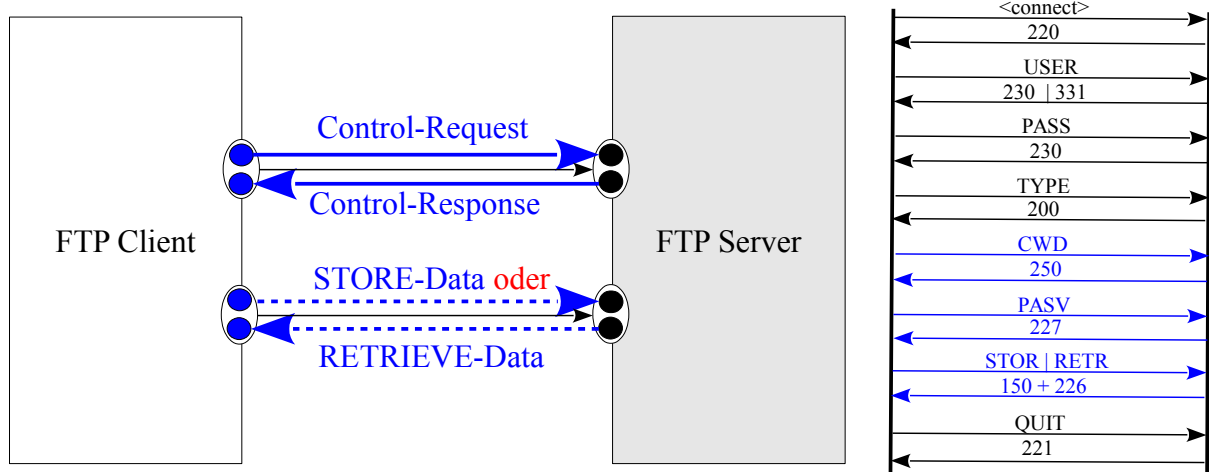 Control-Request
Control-Response
FTP Client
FTP Server
STORE-Data oder
RETRIEVE-Data
<connect>
220
USER
230 | 331
PASS
230
TYPE
200
CWD
250
PASV
227
STOR | RETR
150 + 226
QUIT
221